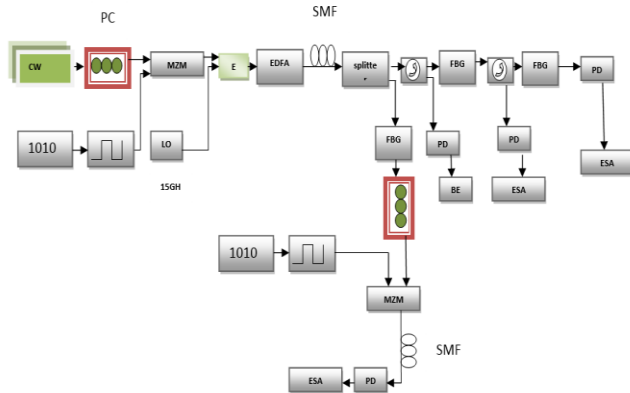 SMF
PC
CW
MZM
E
EDFA
splitte
r
FBG
FBG
PD
1010
LO
FBG
PD
PD
ESA
15GH
BE
ESA
1010
MZM
SMF
ESA
PD